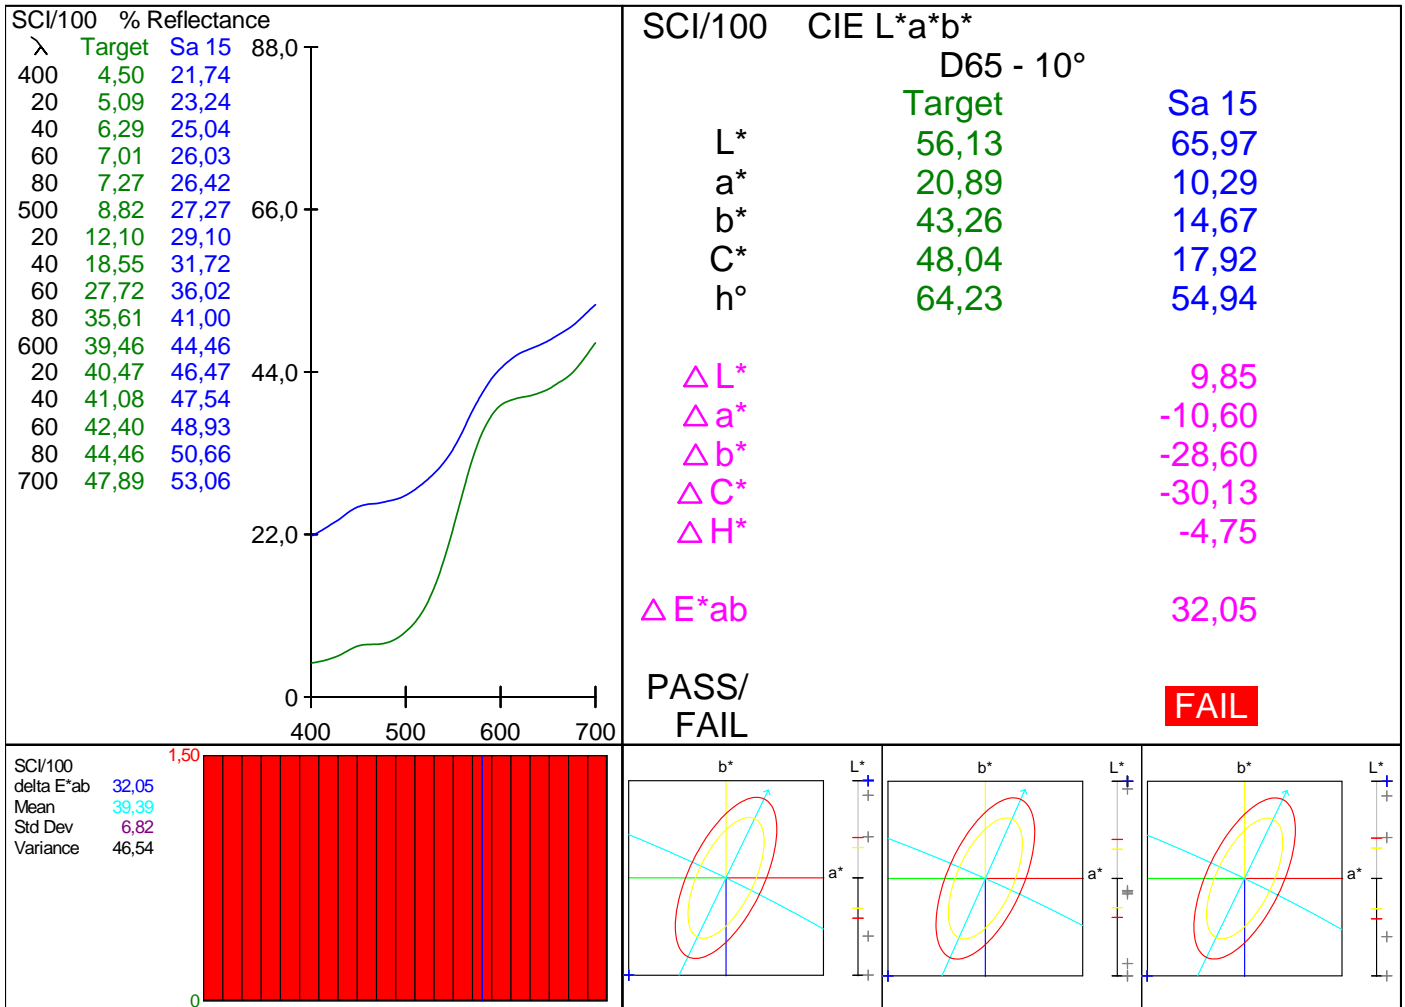 SCI/100 % Reflectance
λ Target Sa 15
400 4,50 21,74
20 5,09 23,24
40 6,29 25,04
60 7,01 26,03
80 7,27 26,42
500 8,82 27,27
20 12,10 29,10
40 18,55 31,72
60 27,72 36,02
80 35,61 41,00
600 39,46 44,46
20 40,47 46,47
40 41,08 47,54
60 42,40 48,93
80 44,46 50,66
700 47,89 53,06
88,0
66,0
44,0
22,0
0
400 500 600 700
SCI/100 CIE L*a*b*
D65 - 10°
Target Sa 15
L* 56,13 65,97
a* 20,89 10,29
b* 43,26 14,67
C* 48,04 17,92
h° 64,23 54,94
△ L* 9,85
△ a* -10,60
△ b* -28,60
△ C* -30,13
△ H* -4,75
△ E*ab 32,05
PASS/
FAIL
FAIL
SCI/100
delta E*ab 32,05
Mean 39,39
Std Dev 6,82
Variance 46,54
1,50
0
b* L*
a*
b* L*
a*
b* L*
a*